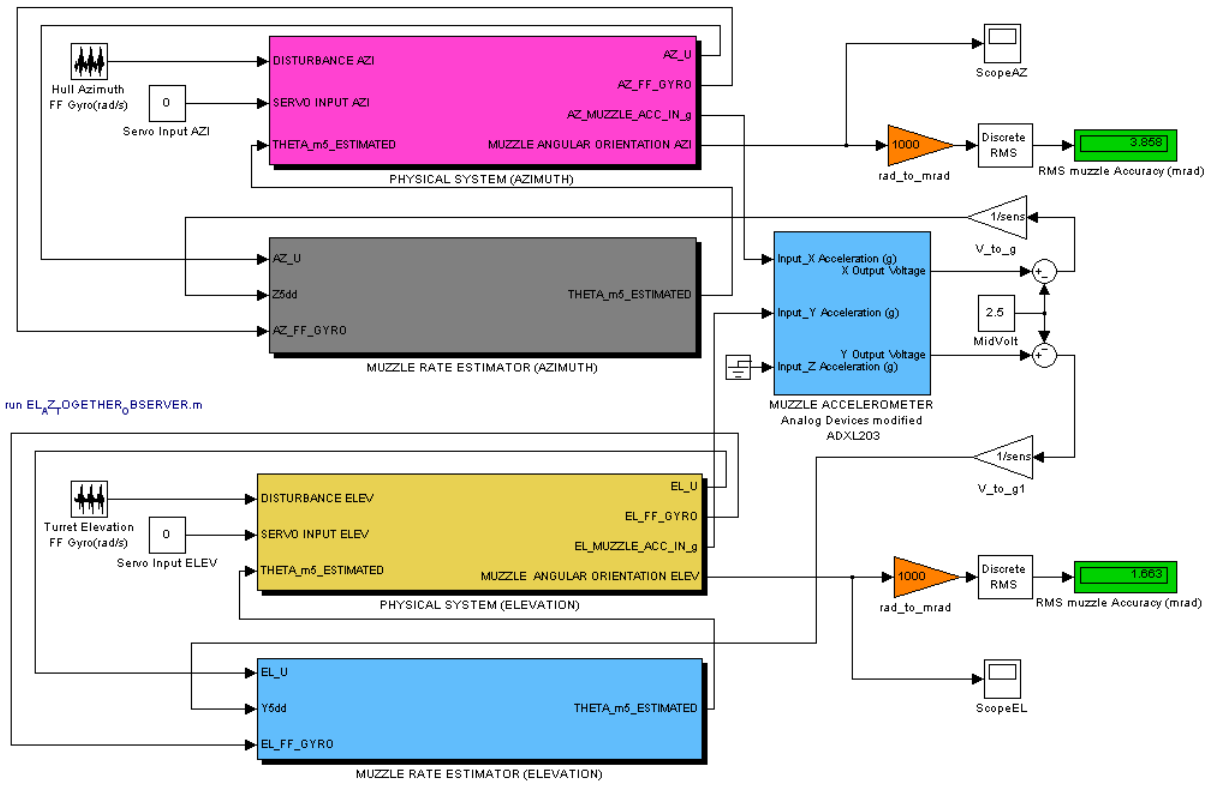 Hull Azimuth
FF Gyro(rad/s)
0
Servo Input AZI
DISTURBANCE AZI
SERVO INPUT AZI
THETA_m5_ESTIMATED
AZ_U
AZ_FF_GYRO
AZ_MUZZLE_ACC_IN_g
MUZZLE ANGULAR ORIENTATION AZI
PHYSICAL SYSTEM (AZIMUTH)
ScopeAZ
1000
rad_to_mrad
Discrete
RMS
3.858
RMS muzzle Accuracy (mrad)
AZ_U
Z5dd
AZ_FF_GYRO
THETA_m5_ESTIMATED
MUZZLE RATE ESTIMATOR (AZIMUTH)
1/sens
V_to_g
Input_X Acceleration (g)
X Output Voltage
Input_Y Acceleration (g)
Y Output Voltage
Input_Z Acceleration (g)
MUZZLE ACCELEROMETER
Analog Devices modified
ADXL203
2.5
MidVolt
+
−
−
+
1/sens
V_to_g1
run ELAZTOGETHEROBSERVER.m
Turret Elevation
FF Gyro(rad/s)
0
Servo Input ELEV
DISTURBANCE ELEV
SERVO INPUT ELEV
THETA_m5_ESTIMATED
EL_U
EL_FF_GYRO
EL_MUZZLE_ACC_IN_g
MUZZLE ANGULAR ORIENTATION ELEV
PHYSICAL SYSTEM (ELEVATION)
1000
rad_to_mrad
Discrete
RMS
1.663
RMS muzzle Accuracy (mrad)
ScopeEL
EL_U
Y5dd
EL_FF_GYRO
THETA_m5_ESTIMATED
MUZZLE RATE ESTIMATOR (ELEVATION)